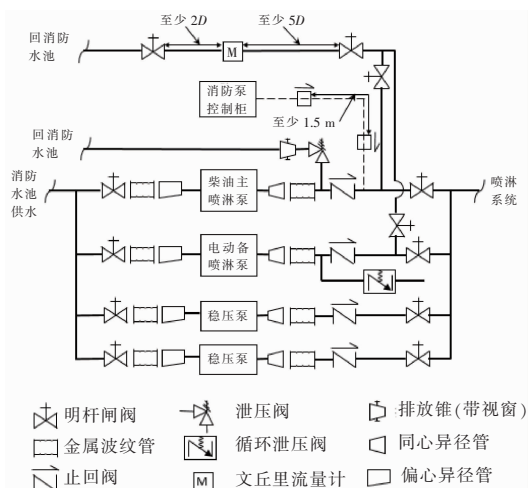 至少 2D
至少 5D
回消防
水池
M
消防泵
控制柜
至少 1.5 m
回消防
水池
消防
水池
供水
柴油主
喷淋泵
喷淋
系统
电动备
喷淋泵
稳压泵
稳压泵
明杆闸阀
泄压阀
排放锥(带视窗)
金属波纹管
循环泄压阀
同心异径管
止回阀
M
文丘里流量计
偏心异径管